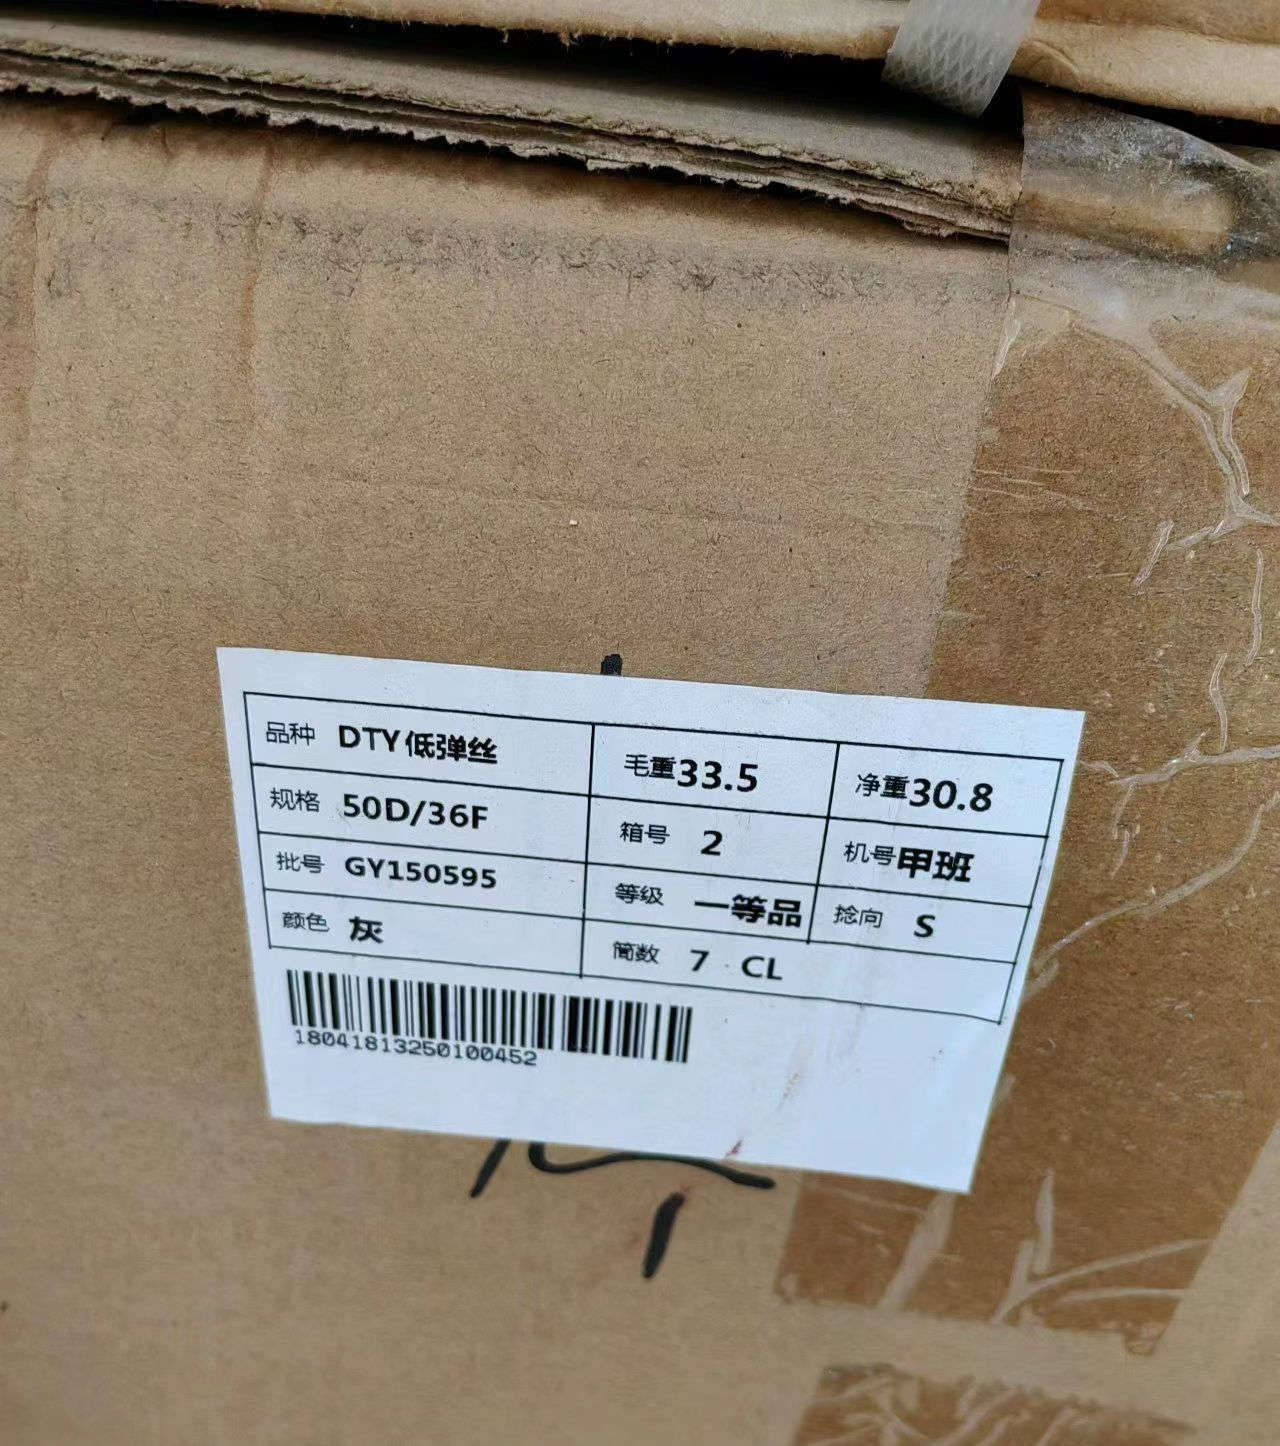 品种 DTY低弹丝 毛重33.5 净重30.8
规格 50D/36F 箱号 2 机号甲班
批号 GY150595 等级 一等品 捻向 S
颜色 灰 筒数 7 CL
18041813250100452